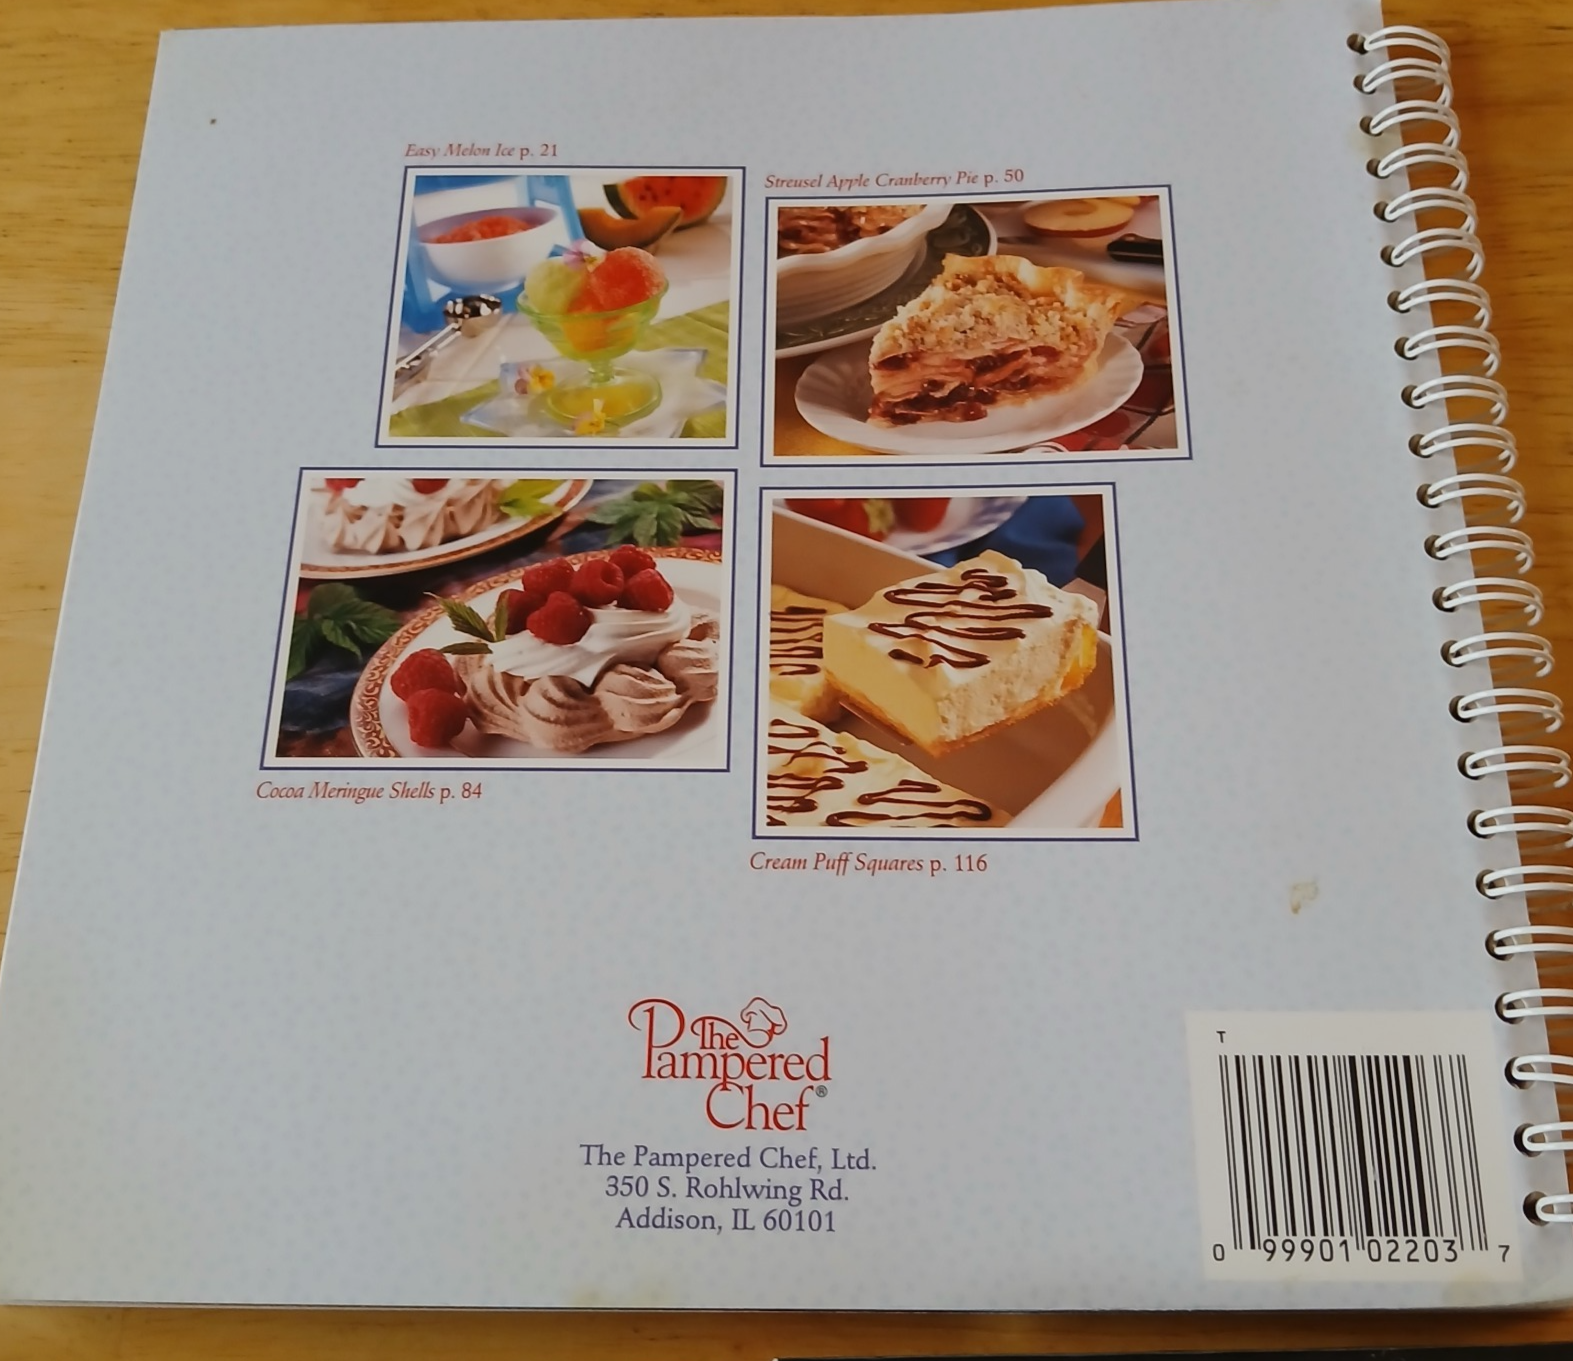 Easy Melon Ice p. 21
Streusel Apple Cranberry Pie p. 50
Cocoa Meringue Shells p. 84
Cream Puff Squares p. 116
The
Pampered
Chef®
The Pampered Chef, Ltd.
350 S. Rohlwing Rd.
Addison, IL 60101
T
0 99901 02203 7